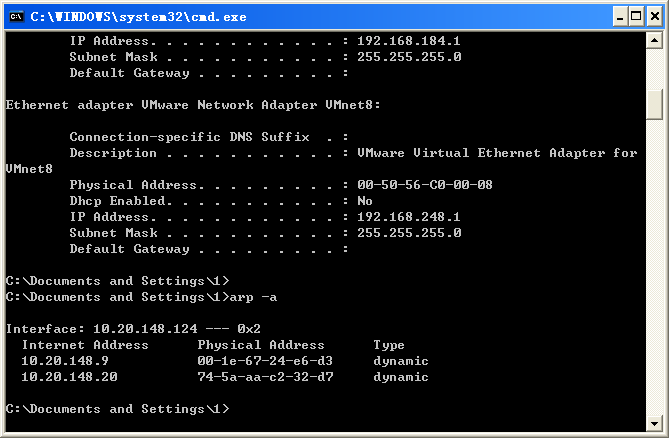 C:\WINDOWS\system32\cmd.exe
IP Address. . . . . . . . . . . . : 192.168.184.1
Subnet Mask . . . . . . . . . . . : 255.255.255.0
Default Gateway . . . . . . . . . :
Ethernet adapter VMware Network Adapter VMnet8:
Connection-specific DNS Suffix  . :
Description . . . . . . . . . . . : VMware Virtual Ethernet Adapter for
VMnet8
Physical Address. . . . . . . . . : 00-50-56-C0-00-08
Dhcp Enabled. . . . . . . . . . . : No
IP Address. . . . . . . . . . . . : 192.168.248.1
Subnet Mask . . . . . . . . . . . : 255.255.255.0
Default Gateway . . . . . . . . . :
C:\Documents and Settings\1>
C:\Documents and Settings\1>arp -a
Interface: 10.20.148.124 --- 0x2
Internet Address      Physical Address      Type
10.20.148.9           00-1e-67-24-e6-d3     dynamic
10.20.148.20          74-5a-aa-c2-32-d7     dynamic
C:\Documents and Settings\1>